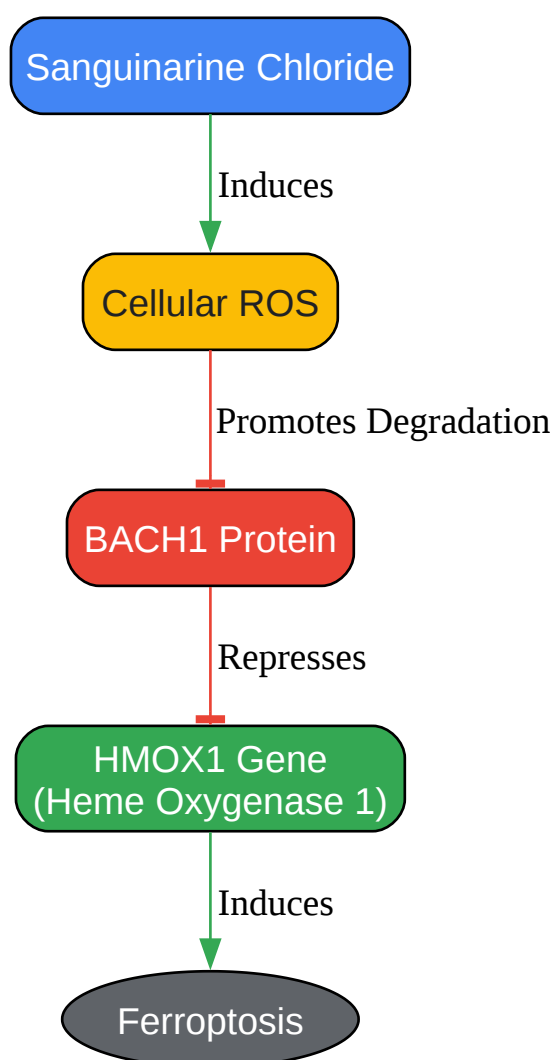 Sanguinarine Chloride
Induces
Cellular ROS
Promotes Degradation
BACH1 Protein
Represses
HMOX1 Gene
(Heme Oxygenase 1)
Induces
Ferroptosis